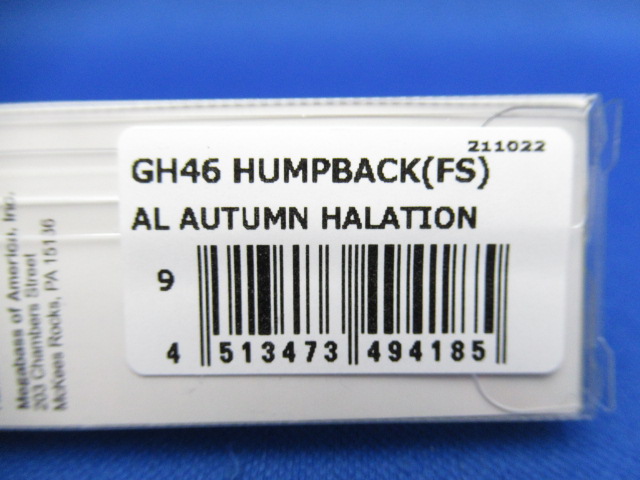 211022
GH46 HUMPBACK(FS)
AL AUTUMN HALATION
9
4 513473 494185
Megabass of America, Inc.
203 Chambers Street
McKees Rocks, PA 15136